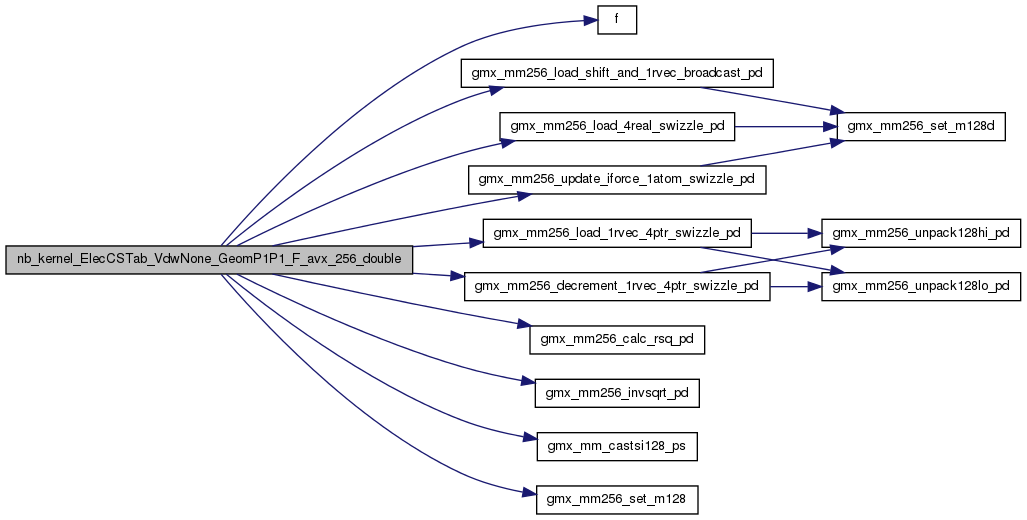 f
gmx_mm256_load_shift_and_1rvec_broadcast_pd
gmx_mm256_load_4real_swizzle_pd
gmx_mm256_set_m128d
gmx_mm256_update_iforce_1atom_swizzle_pd
gmx_mm256_load_1rvec_4ptr_swizzle_pd
gmx_mm256_unpack128hi_pd
nb_kernel_ElecCSTab_VdwNone_GeomP1P1_F_avx_256_double
gmx_mm256_decrement_1rvec_4ptr_swizzle_pd
gmx_mm256_unpack128lo_pd
gmx_mm256_calc_rsq_pd
gmx_mm256_invsqrt_pd
gmx_mm_castsi128_ps
gmx_mm256_set_m128